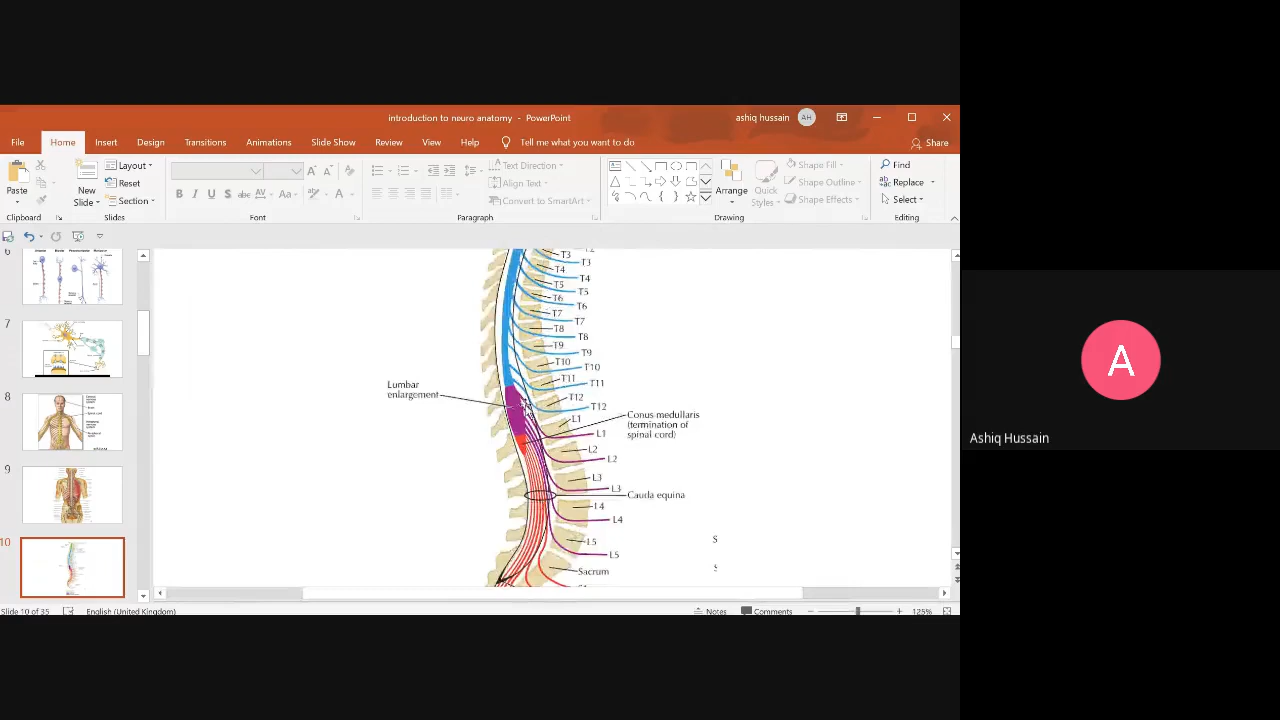 introduction to neuro anatomy - PowerPoint
ashiq hussain
AH
File Home Insert Design Transitions Animations Slide Show Review View Help Tell me what you want to do
Share
Paste
New Slide
Layout
Reset
Section
B I U S abc AV Aa A
Text Direction
Align Text
Convert to SmartArt
Arrange
Quick Styles
Shape Fill
Shape Outline
Shape Effects
Find
Replace
Select
Clipboard Slides Font Paragraph Drawing Editing
6
7
8
9
10
T3
T3
T4
T4
T5
T5
T6
T6
T7
T7
T8
T8
T9
T9
T10
T10
T11
T11
T12
T12
Lumbar
enlargement
L1
L1
Conus medullaris
(termination of
spinal cord)
L2
L2
L3
L3
Cauda equina
L4
L4
L5
L5
Sacrum
S
S
Slide 10 of 35 English (United Kingdom) Notes Comments 125%
A
Ashiq Hussain